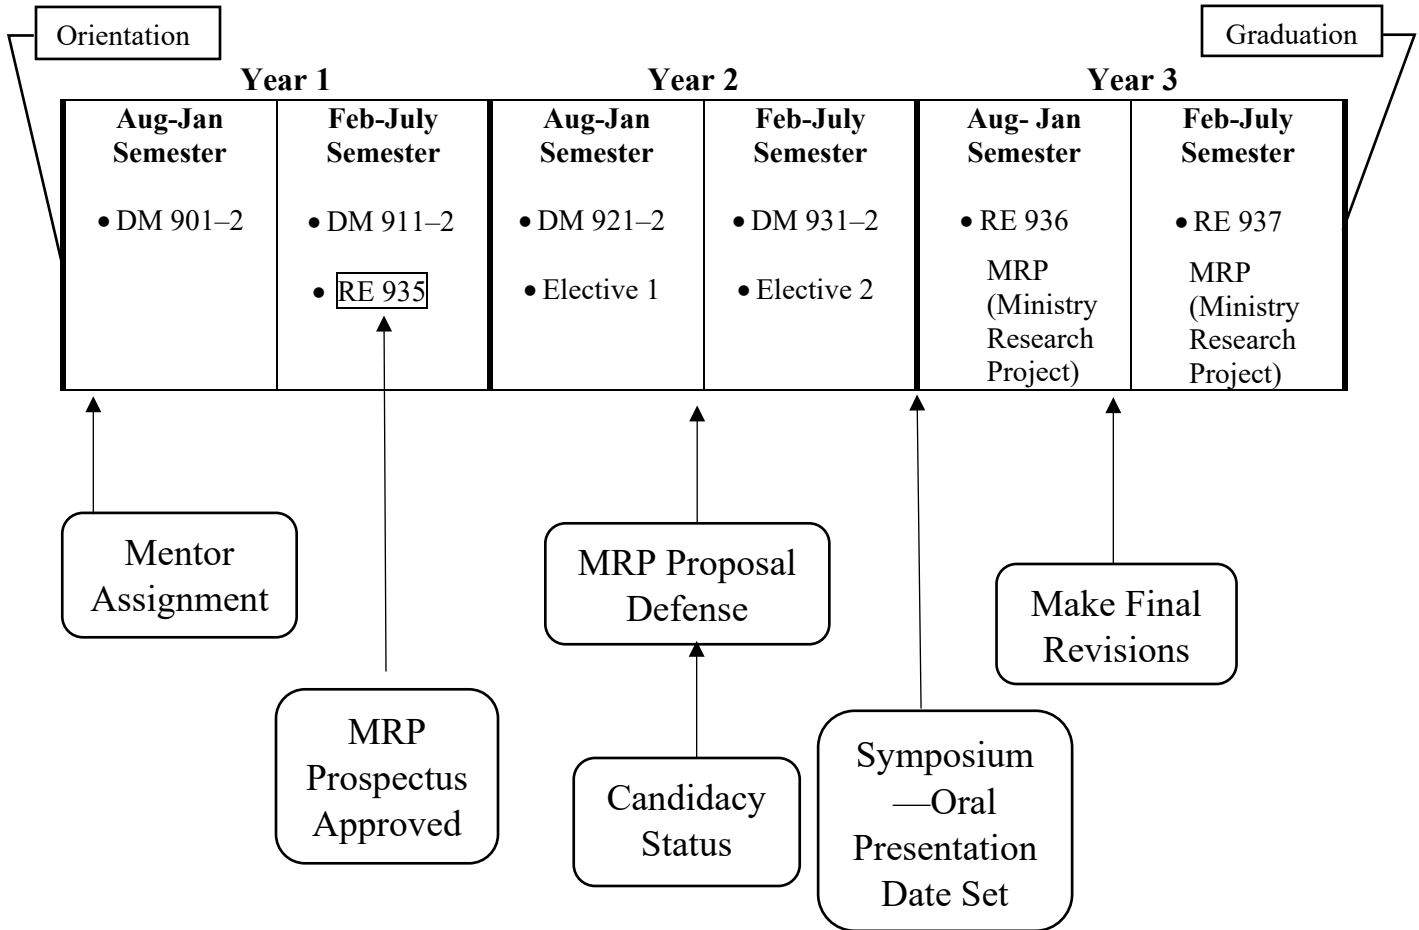 Orientation
Graduation
Year 1
Year 2
Year 3
Aug-Jan
Semester
• DM 901–2
Feb-July
Semester
• DM 911–2
• RE 935
Aug-Jan
Semester
• DM 921–2
• Elective 1
Feb-July
Semester
• DM 931–2
• Elective 2
Aug- Jan
Semester
• RE 936
MRP
(Ministry
Research
Project)
Feb-July
Semester
• RE 937
MRP
(Ministry
Research
Project)
Mentor
Assignment
MRP
Prospectus
Approved
MRP Proposal
Defense
Candidacy
Status
Symposium
—Oral
Presentation
Date Set
Make Final
Revisions